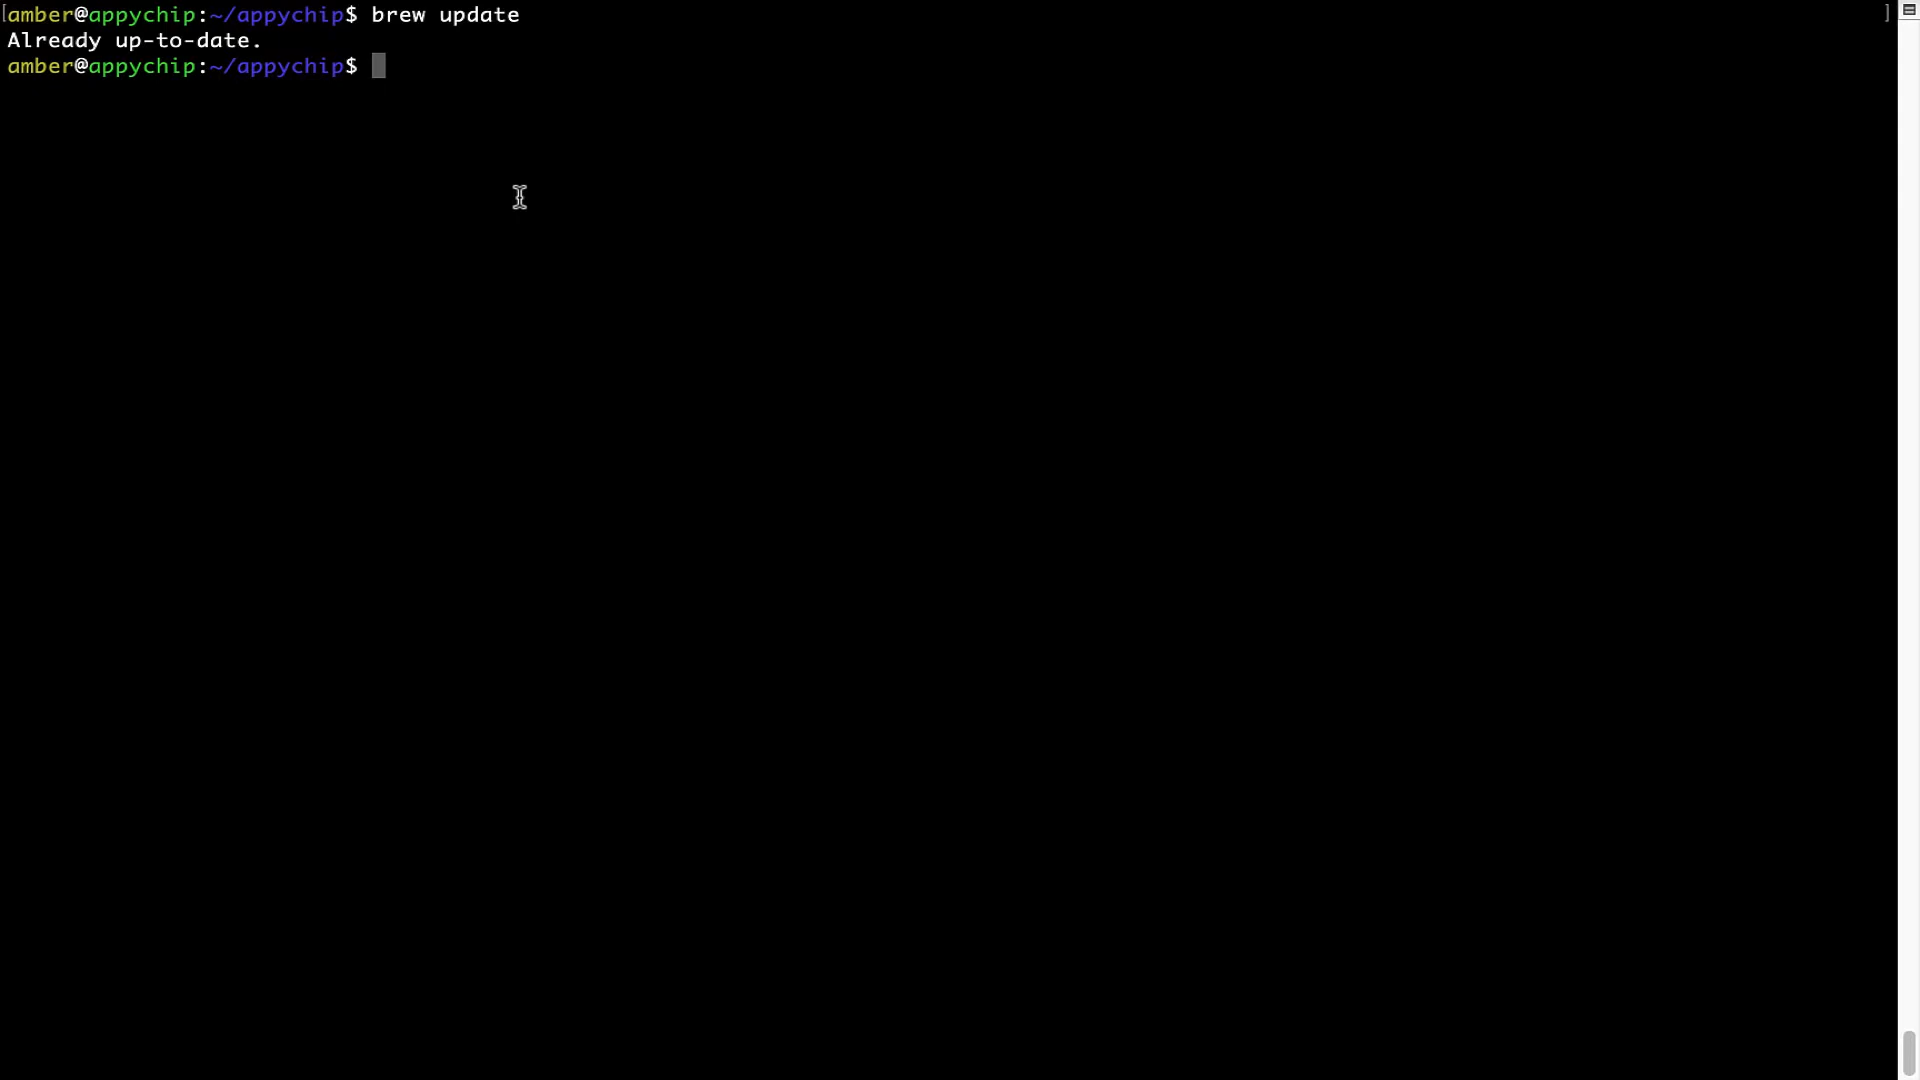 [amber@appychip:~/appychip$ brew update ]
Already up-to-date.
amber@appychip:~/appychip$